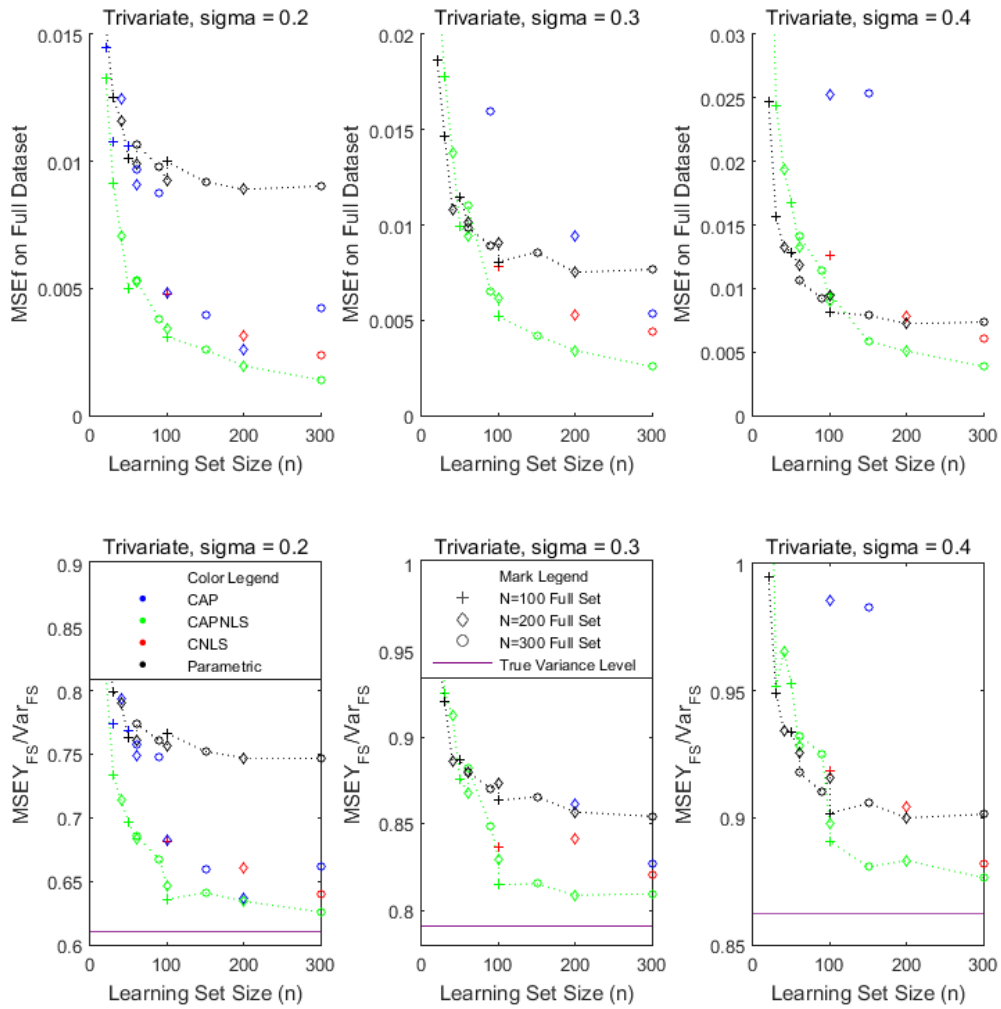 Trivariate, sigma = 0.2
Trivariate, sigma = 0.3
Trivariate, sigma = 0.4
MSEf on Full Dataset
0.015
0.01
0.005
0
0 100 200 300
Learning Set Size (n)
MSEf on Full Dataset
0.02
0.015
0.01
0.005
0
0 100 200 300
Learning Set Size (n)
MSEf on Full Dataset
0.03
0.025
0.02
0.015
0.01
0.005
0
0 100 200 300
Learning Set Size (n)
Trivariate, sigma = 0.2
MSEY_FS/Var_FS
0.9
0.85
0.8
0.75
0.7
0.65
0.6
Color Legend
CAP
CAPNLS
CNLS
Parametric
0 100 200 300
Learning Set Size (n)
Trivariate, sigma = 0.3
MSEY_FS/Var_FS
1
0.95
0.9
0.85
0.8
Mark Legend
N=100 Full Set
N=200 Full Set
N=300 Full Set
True Variance Level
0 100 200 300
Learning Set Size (n)
Trivariate, sigma = 0.4
MSEY_FS/Var_FS
1
0.95
0.9
0.85
0 100 200 300
Learning Set Size (n)